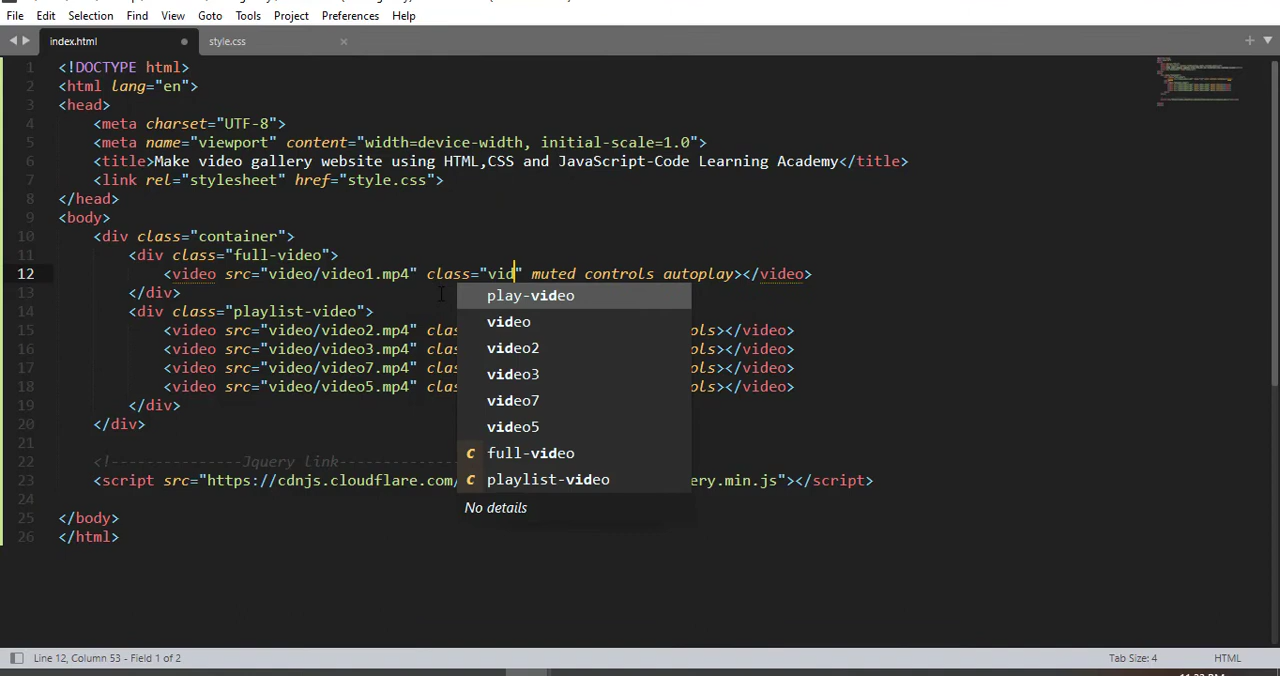 File Edit Selection Find View Goto Tools Project Preferences Help
index.html style.css
1 <!DOCTYPE html>
2 <html lang="en">
3 <head>
4 <meta charset="UTF-8">
5 <meta name="viewport" content="width=device-width, initial-scale=1.0">
6 <title>Make video gallery website using HTML,CSS and JavaScript-Code Learning Academy</title>
7 <link rel="stylesheet" href="style.css">
8 </head>
9 <body>
10 <div class="container">
11 <div class="full-video">
12 <video src="video/video1.mp4" class="vid" muted controls autoplay></video>
13 </div>
14 <div class="playlist-video">
15 <video src="video/video2.mp4" clas ols></video>
16 <video src="video/video3.mp4" clas ols></video>
17 <video src="video/video7.mp4" clas ols></video>
18 <video src="video/video5.mp4" clas ols></video>
19 </div>
20 </div>
21
22 <!--------------Jquery link----------------
23 <script src="https://cdnjs.cloudflare.com/ ery.min.js"></script>
24
25 </body>
26 </html>
play-video
video
video2
video3
video7
video5
c full-video
c playlist-video
No details
Line 12, Column 53 - Field 1 of 2 Tab Size: 4 HTML